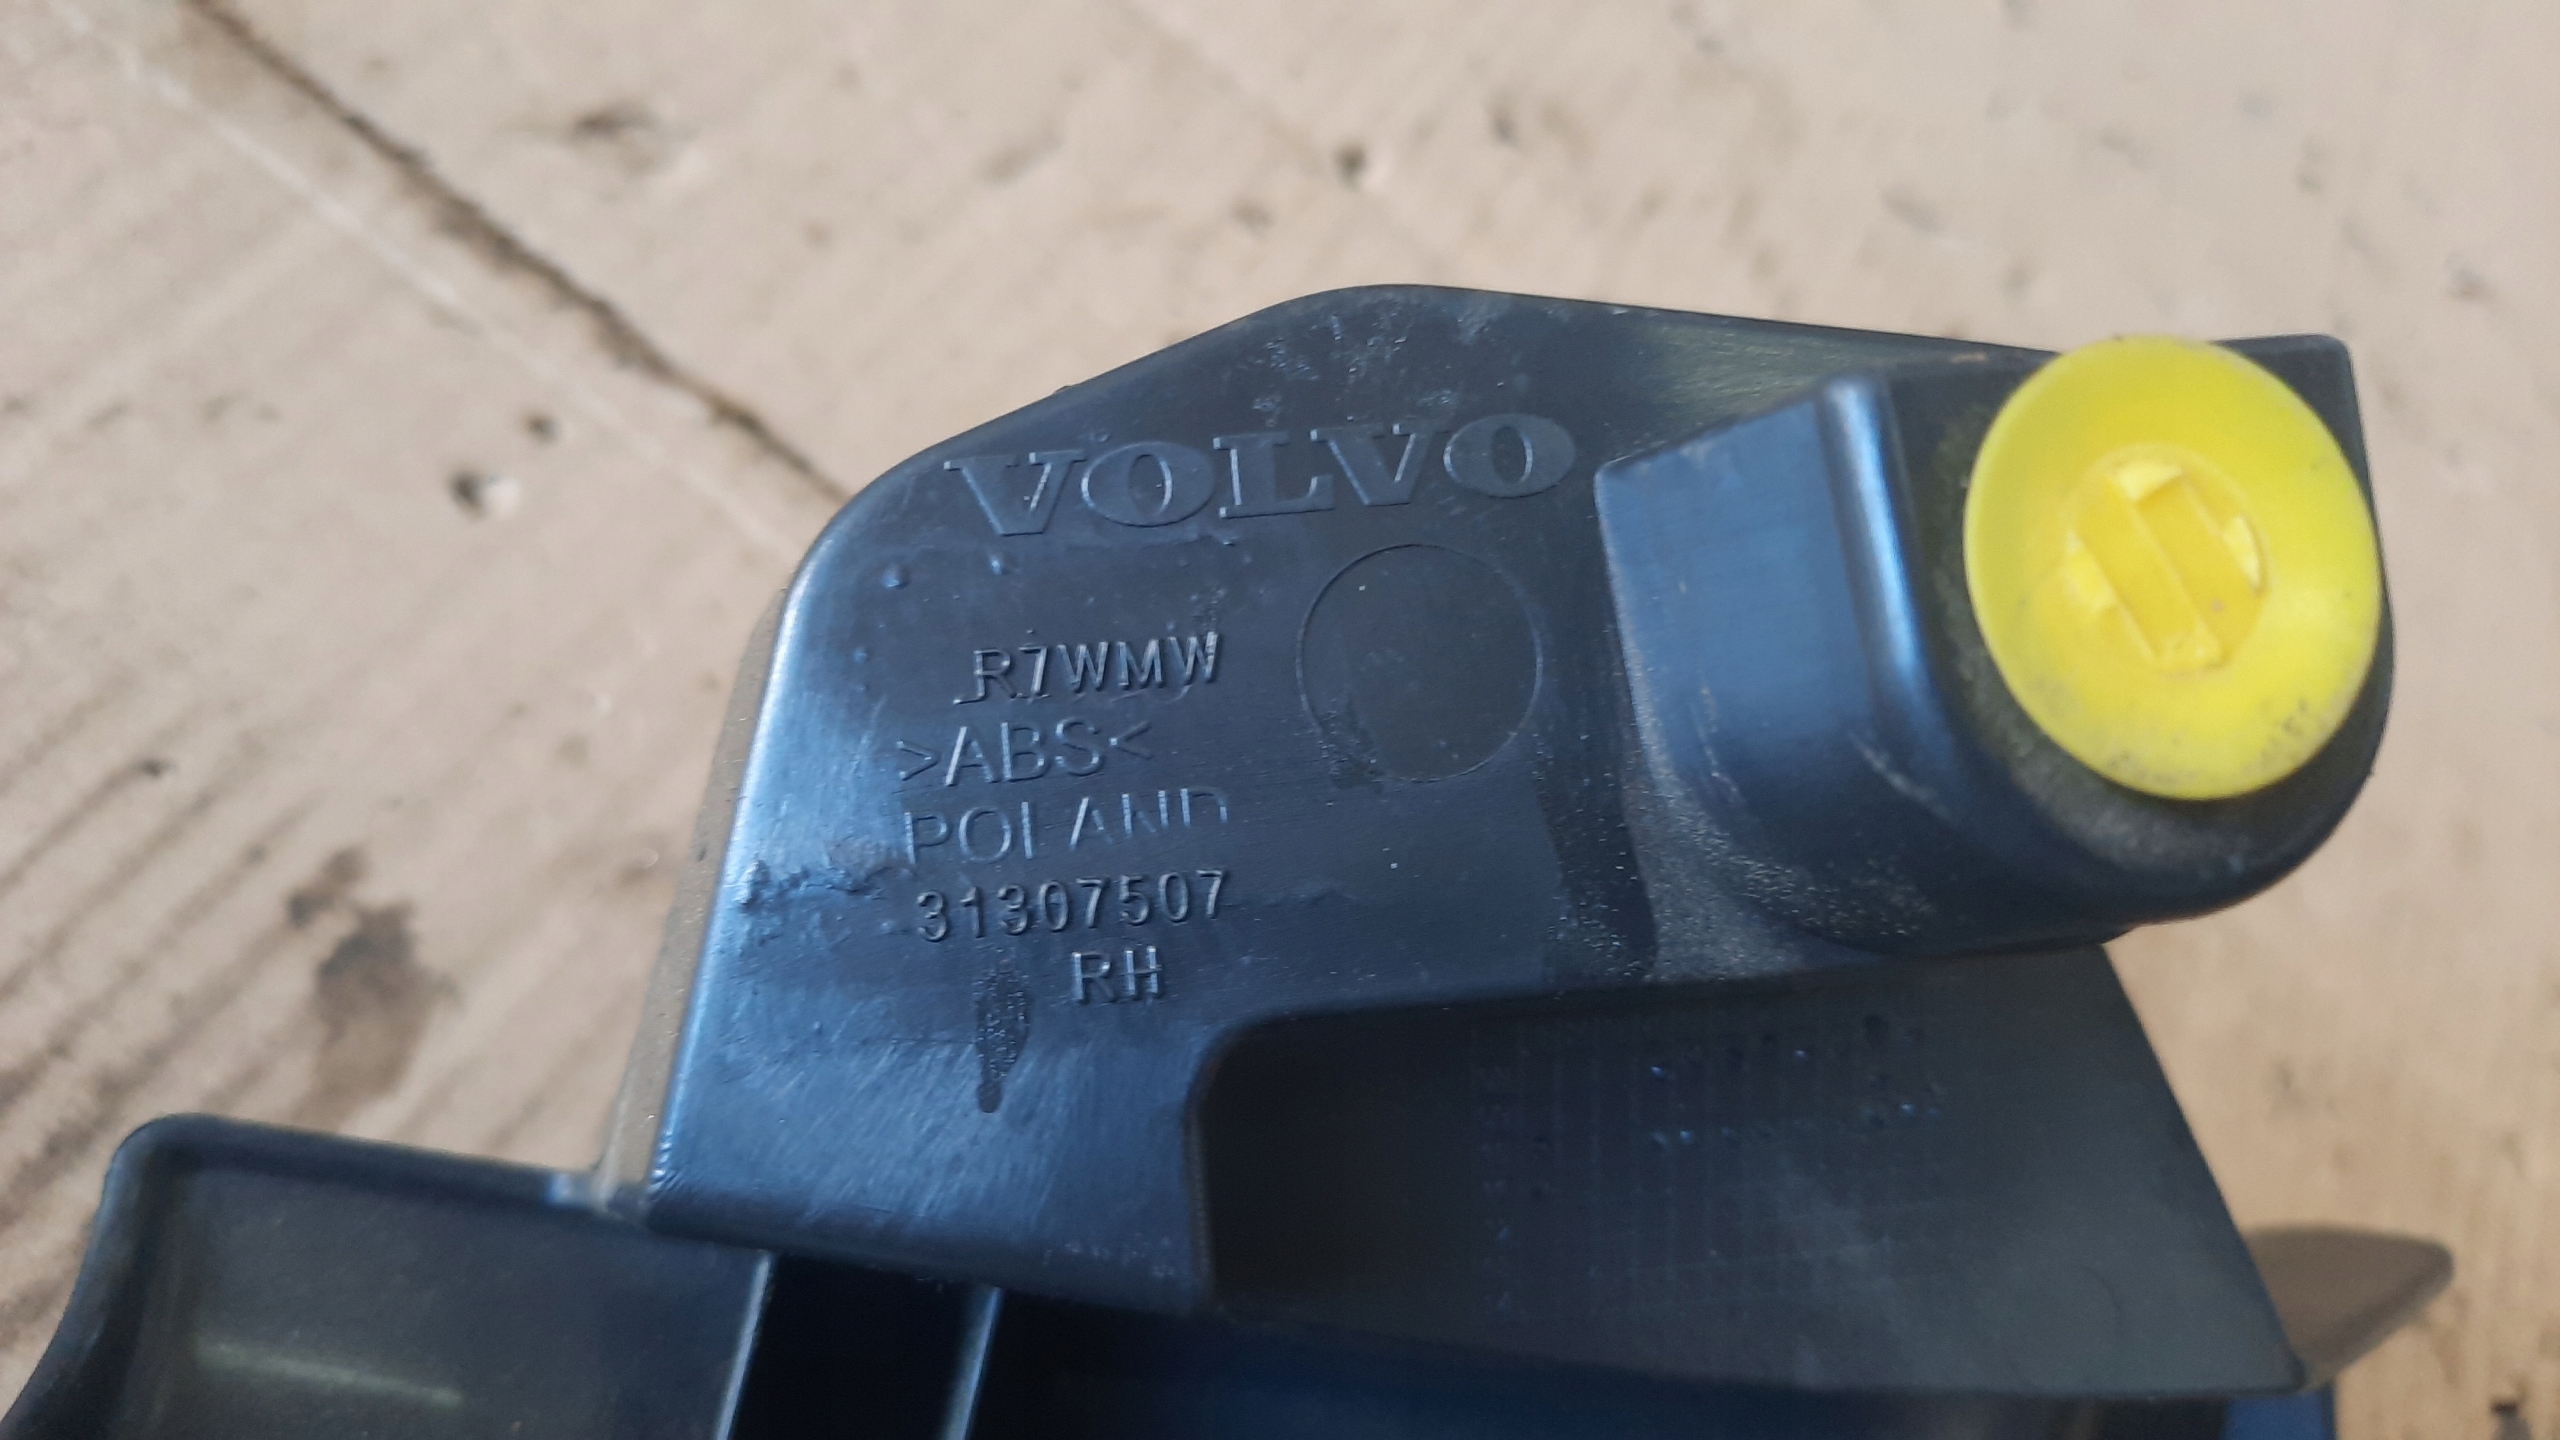 VOLVO
R7WMW
>ABS<
POLAND
31307507
RH